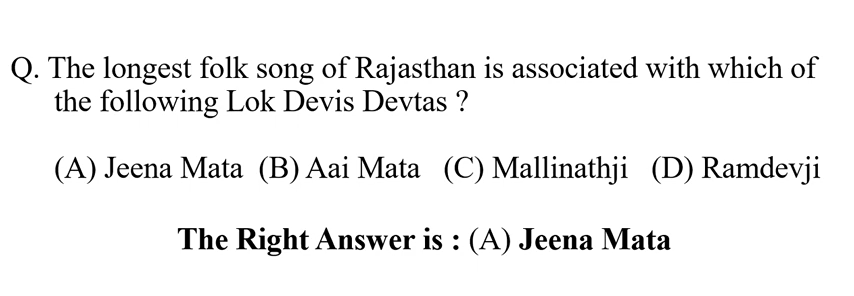 Q. The longest folk song of Rajasthan is associated with which of
the following Lok Devis Devtas ?
(A) Jeena Mata (B) Aai Mata (C) Mallinathji (D) Ramdevji
The Right Answer is : (A) Jeena Mata